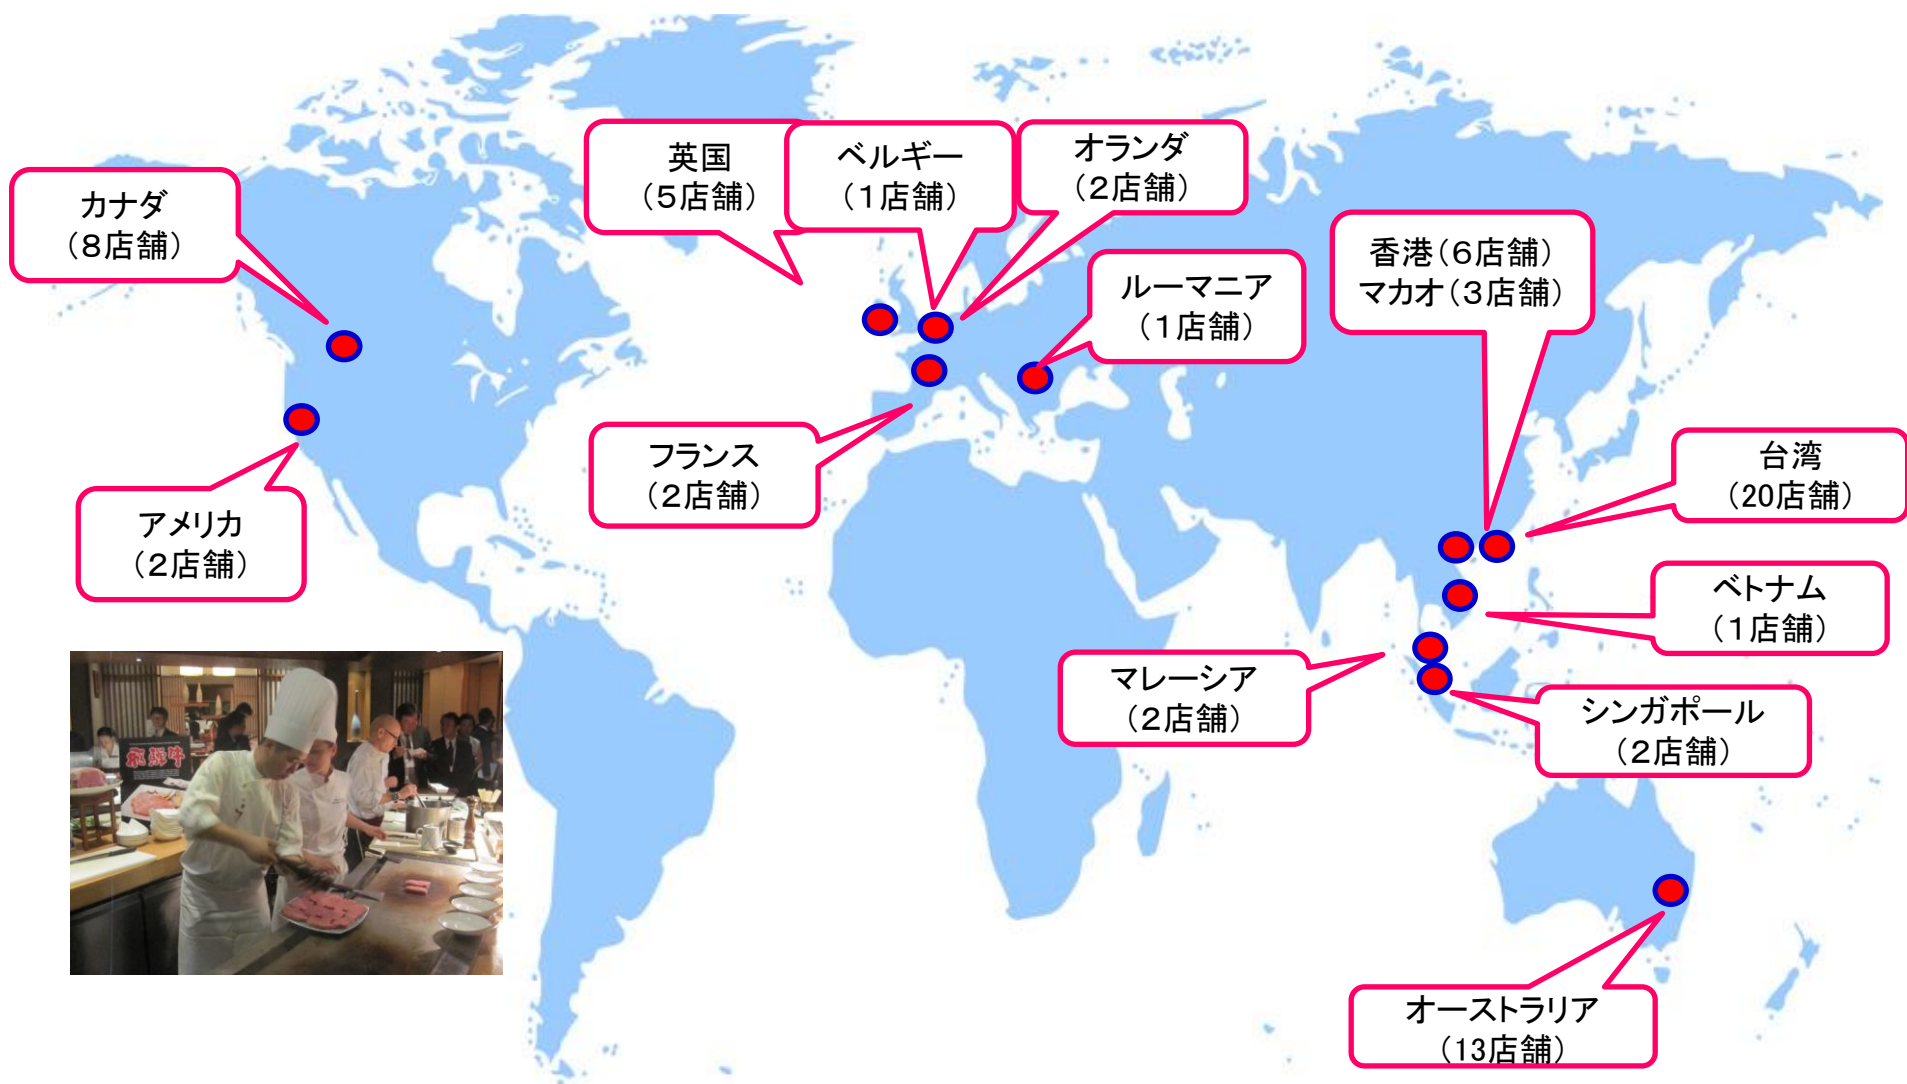 英国
（5店舗）
ベルギー
（1店舗）
オランダ
（2店舗）
カナダ
（8店舗）
香港（6店舗）
マカオ（3店舗）
ルーマニア
（1店舗）
フランス
（2店舗）
台湾
（20店舗）
アメリカ
（2店舗）
ベトナム
（1店舗）
マレーシア
（2店舗）
シンガポール
（2店舗）
飛騨牛
オーストラリア
（13店舗）